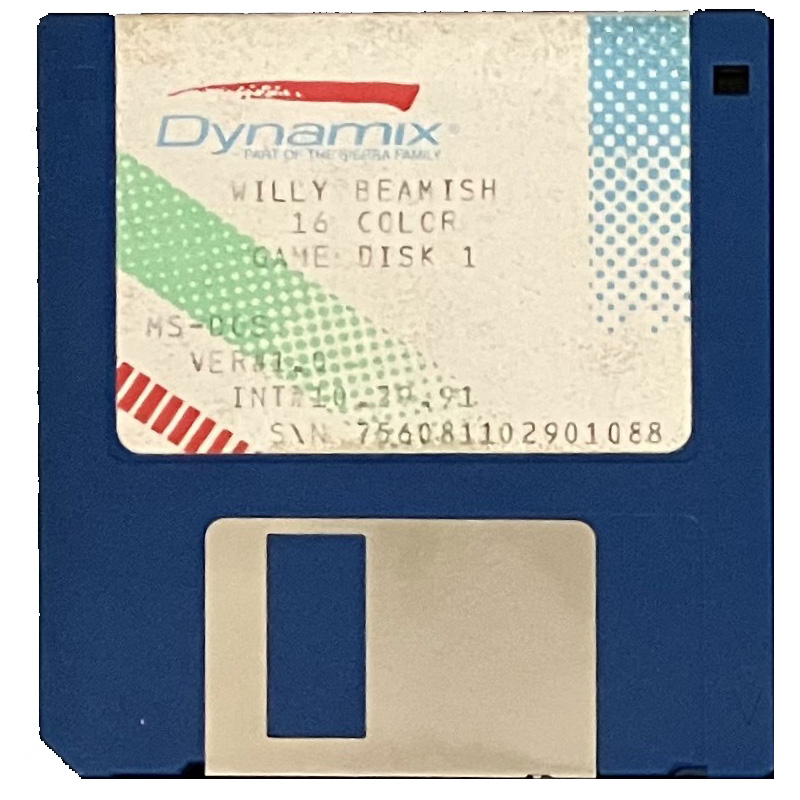 Dynamix®
PART OF THE SIERRA FAMILY
WILLY BEAMISH
16 COLOR
GAME DISK 1
MS-DOS
VER#1.0
INT#10.29.91
S\N 756081102901088